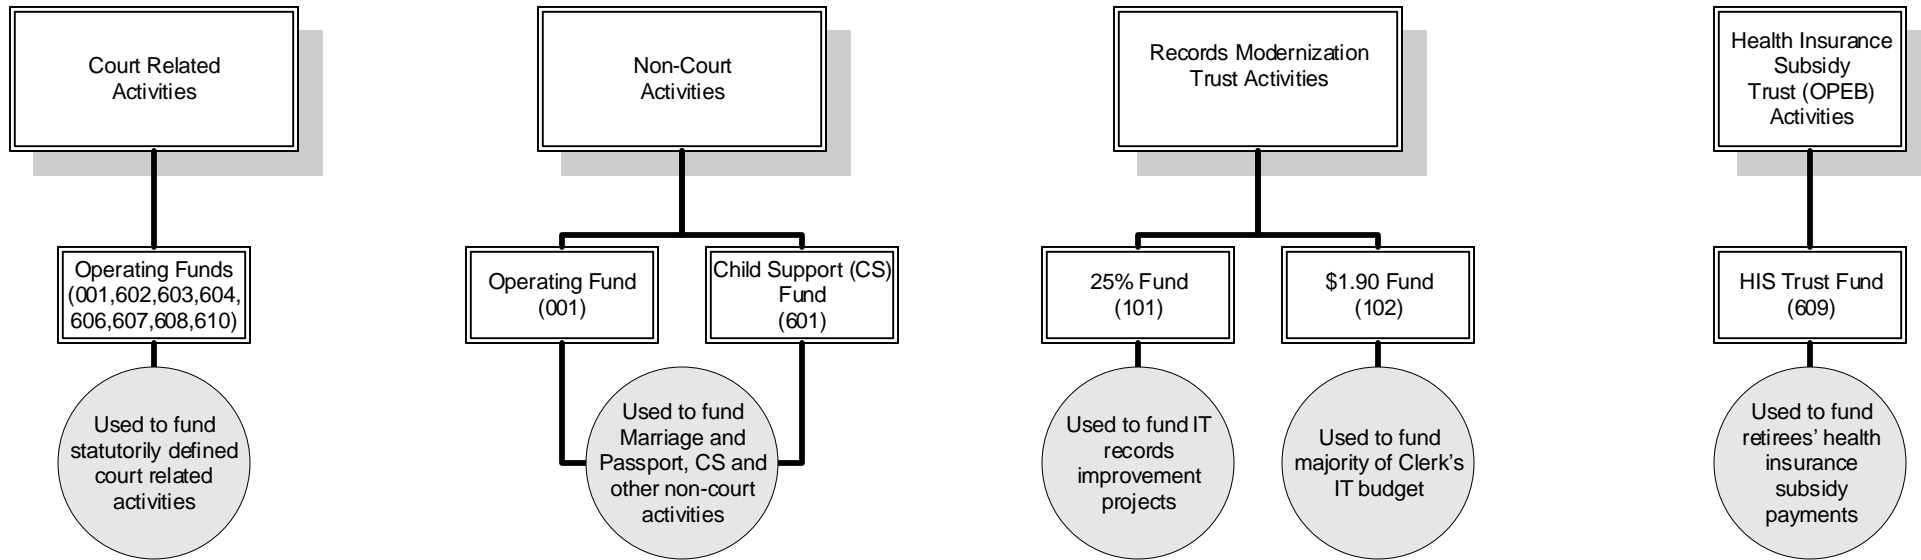 Court Related
Activities
Non-Court
Activities
Records Modernization
Trust Activities
Health Insurance
Subsidy
Trust (OPEB)
Activities
Operating Funds
(001,602,603,604,
606,607,608,610)
Operating Fund
(001)
Child Support (CS)
Fund
(601)
25% Fund
(101)
$1.90 Fund
(102)
HIS Trust Fund
(609)
Used to fund
statutorily defined
court related
activities
Used to fund
Marriage and
Passport, CS and
other non-court
activities
Used to fund IT
records
improvement
projects
Used to fund
majority of Clerk’s
IT budget
Used to fund
retirees’ health
insurance
subsidy
payments